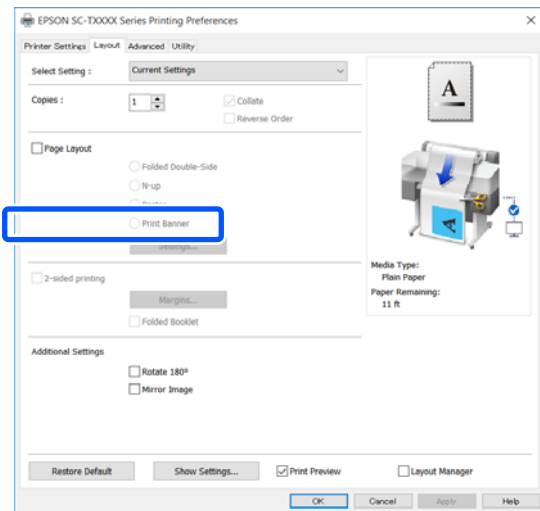 EPSON SC-TXXXX Series Printing Preferences
Printer Settings Layout Advanced Utility
Select Setting : Current Settings
Copies : 1 Collate
Reverse Order
Page Layout
Folded Double-Side
N-up
Print Banner
Settings...
2-sided printing
Margins...
Folded Booklet
Additional Settings
Rotate 180°
Mirror Image
A
A
Media Type:
Plain Paper
Paper Remaining:
11 ft
Restore Default Show Settings... Print Preview Layout Manager
OK Cancel Apply Help